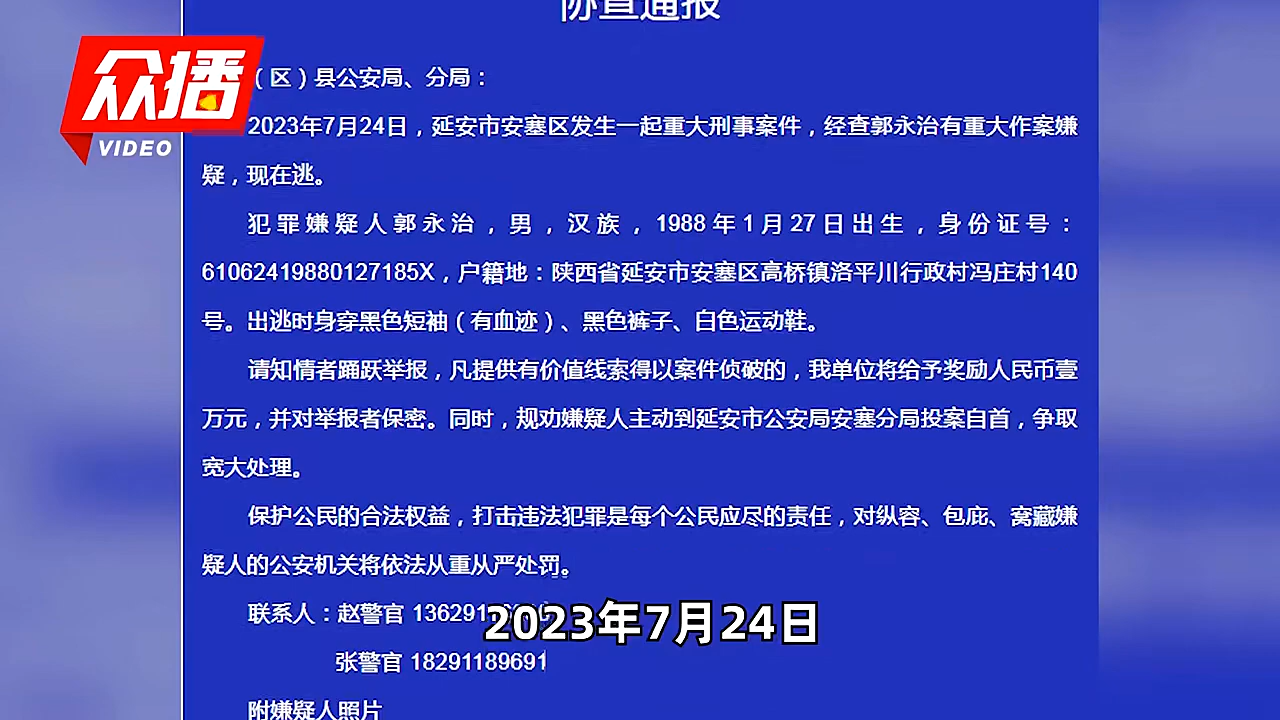 协查通报
众播
VIDEO
（区）县公安局、分局：
2023年7月24日，延安市安塞区发生一起重大刑事案件，经查郭永治有重大作案嫌
疑，现在逃。
犯罪嫌疑人郭永治，男，汉族，1988年1月27日出生，身份证号：
61062419880127185X，户籍地：陕西省延安市安塞区高桥镇洛平川行政村冯庄村140
号。出逃时身穿黑色短袖（有血迹）、黑色裤子、白色运动鞋。
请知情者踊跃举报，凡提供有价值线索得以案件侦破的，我单位将给予奖励人民币壹
万元，并对举报者保密。同时，规劝嫌疑人主动到延安市公安局安塞分局投案自首，争取
宽大处理。
保护公民的合法权益，打击违法犯罪是每个公民应尽的责任，对纵容、包庇、窝藏嫌
疑人的公安机关将依法从重从严处罚。
联系人：赵警官
2023年7月24日
张警官 18291189691
附嫌疑人照片